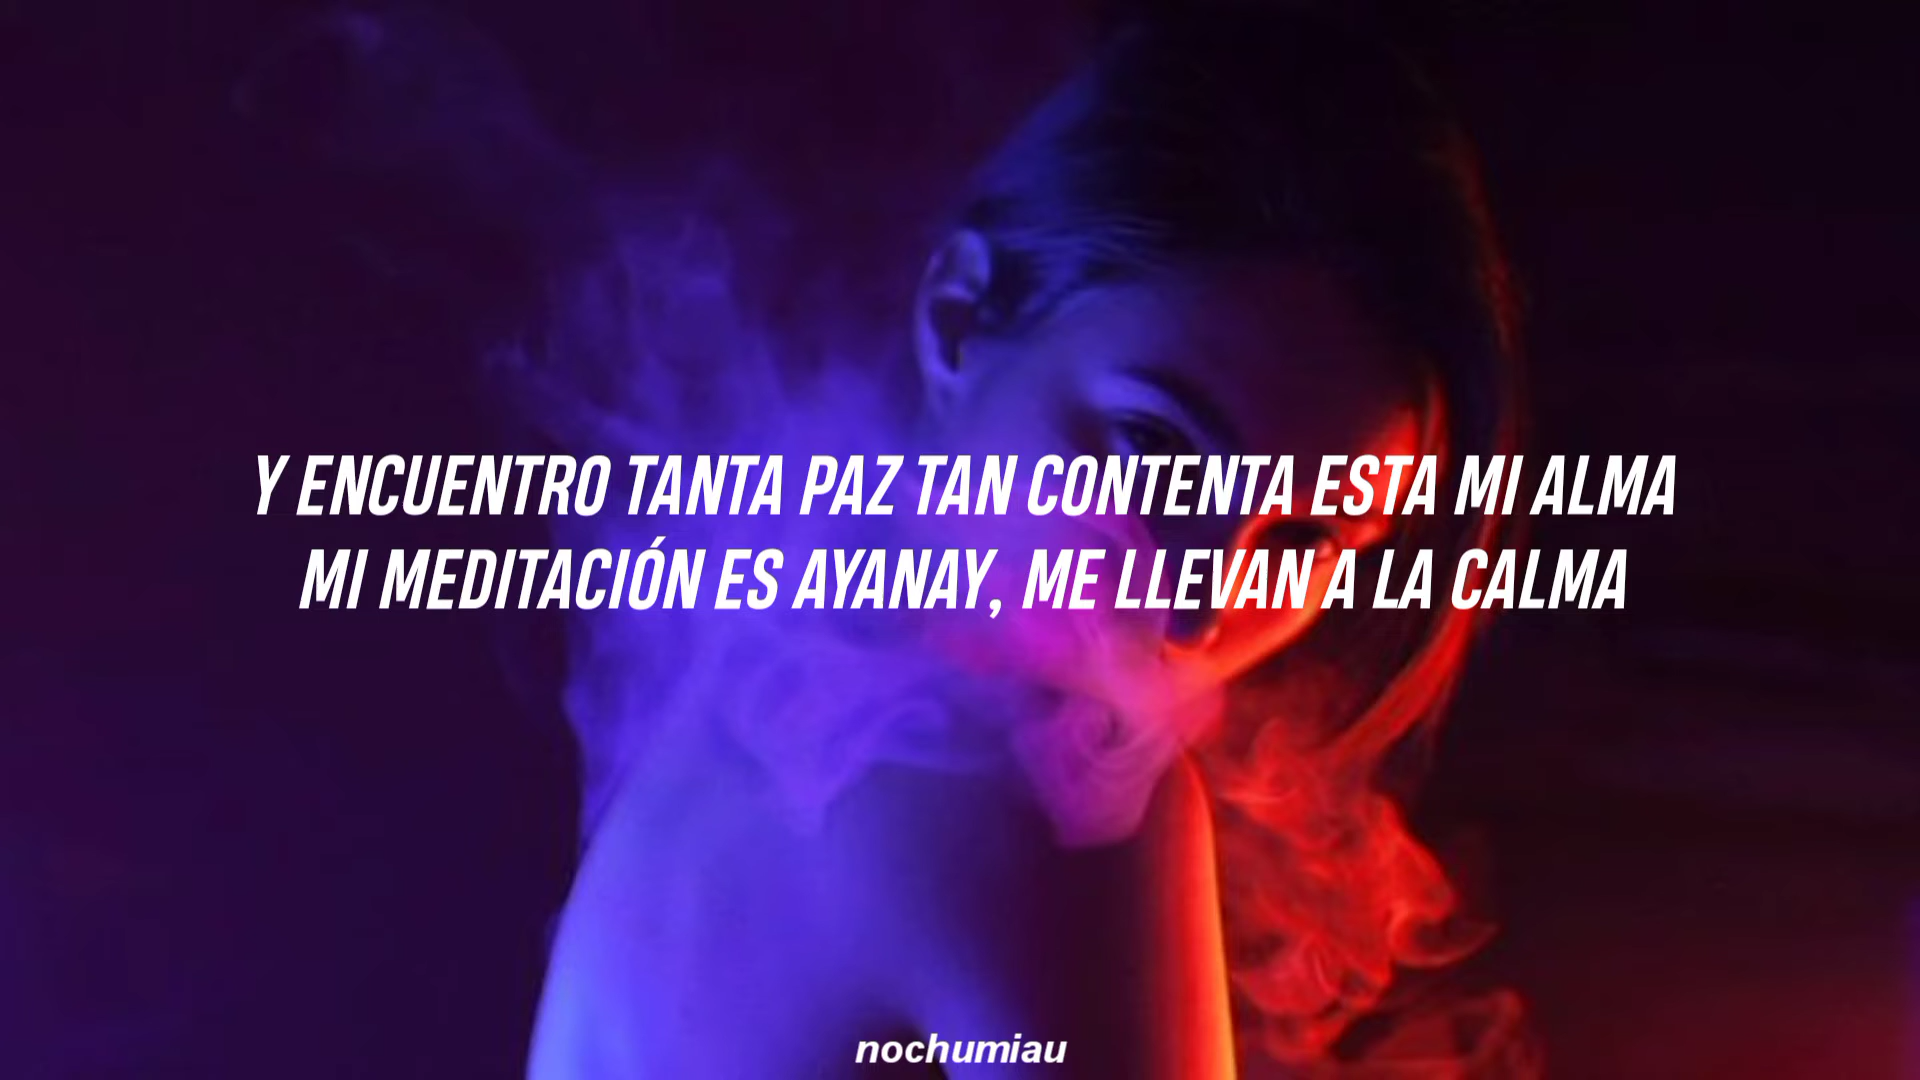 Y ENCUENTRO TANTA PAZ TAN CONTENTA ESTA MI ALMA
MI MEDITACIÓN ES AYANAY, ME LLEVAN A LA CALMA
nochumiau